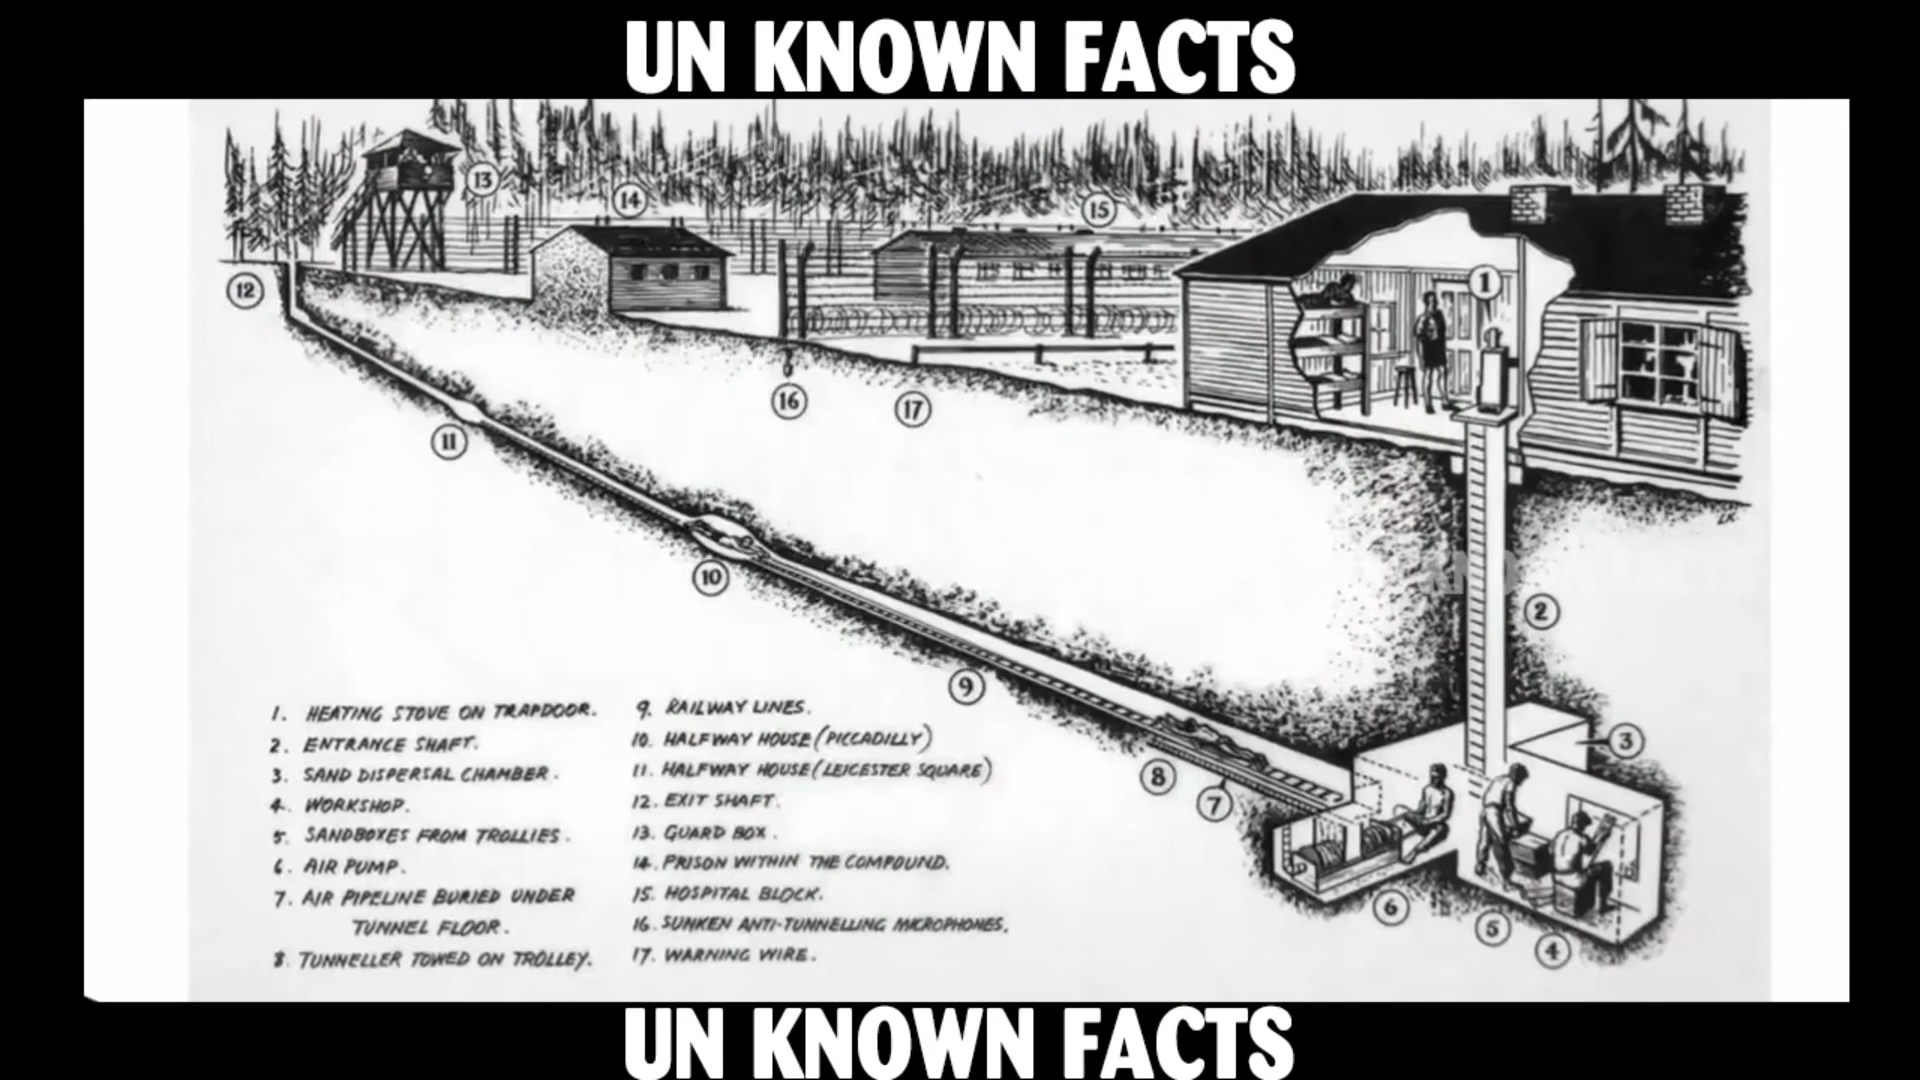 UN KNOWN FACTS
13
14
15
12
1
16
17
11
10
2
9
3
8
7
6
5
4
LK
1. HEATING STOVE ON TRAPDOOR.
2. ENTRANCE SHAFT.
3. SAND DISPERSAL CHAMBER.
4. WORKSHOP.
5. SANDBOXES FROM TROLLIES.
6. AIR PUMP.
7. AIR PIPELINE BURIED UNDER
TUNNEL FLOOR.
8. TUNNELLER TOWED ON TROLLEY.
9. RAILWAY LINES.
10. HALFWAY HOUSE (PICCADILLY)
11. HALFWAY HOUSE (LEICESTER SQUARE)
12. EXIT SHAFT.
13. GUARD BOX.
14. PRISON WITHIN THE COMPOUND.
15. HOSPITAL BLOCK.
16. SUNKEN ANTI-TUNNELLING MICROPHONES.
17. WARNING WIRE.
UN KNOWN FACTS